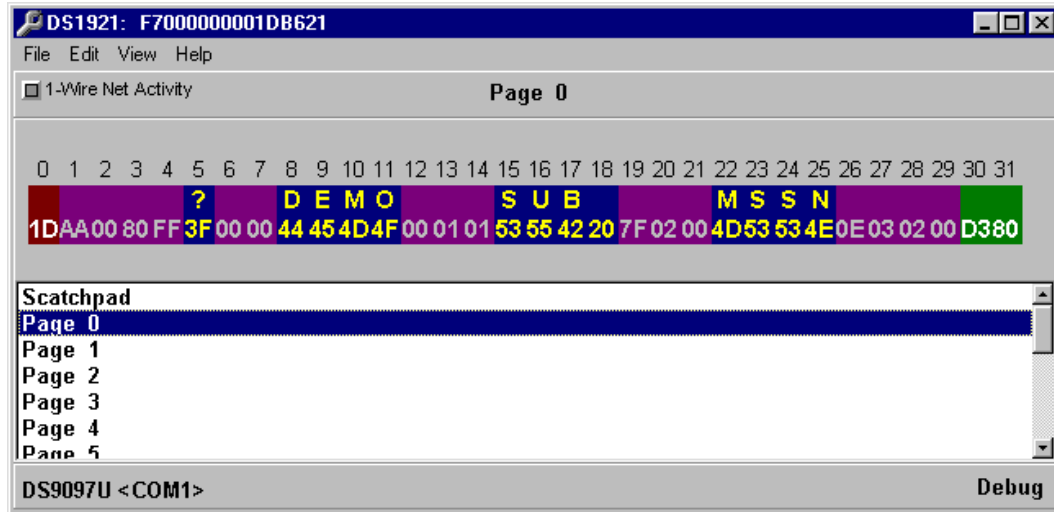 DS1921: F7000000001DB621
File Edit View Help
1-Wire Net Activity Page 0
0 1 2 3 4 5 6 7 8 9 10 11 12 13 14 15 16 17 18 19 20 21 22 23 24 25 26 27 28 29 30 31
? D E M O S U B M S S N
1D AA 00 80 FF 3F 00 00 44 45 4D 4F 00 01 01 53 55 42 20 7F 02 00 4D 53 53 4E 0E 03 02 00 D3 80
Scatchpad
Page 0
Page 1
Page 2
Page 3
Page 4
Page 5
DS9097U <COM1> Debug